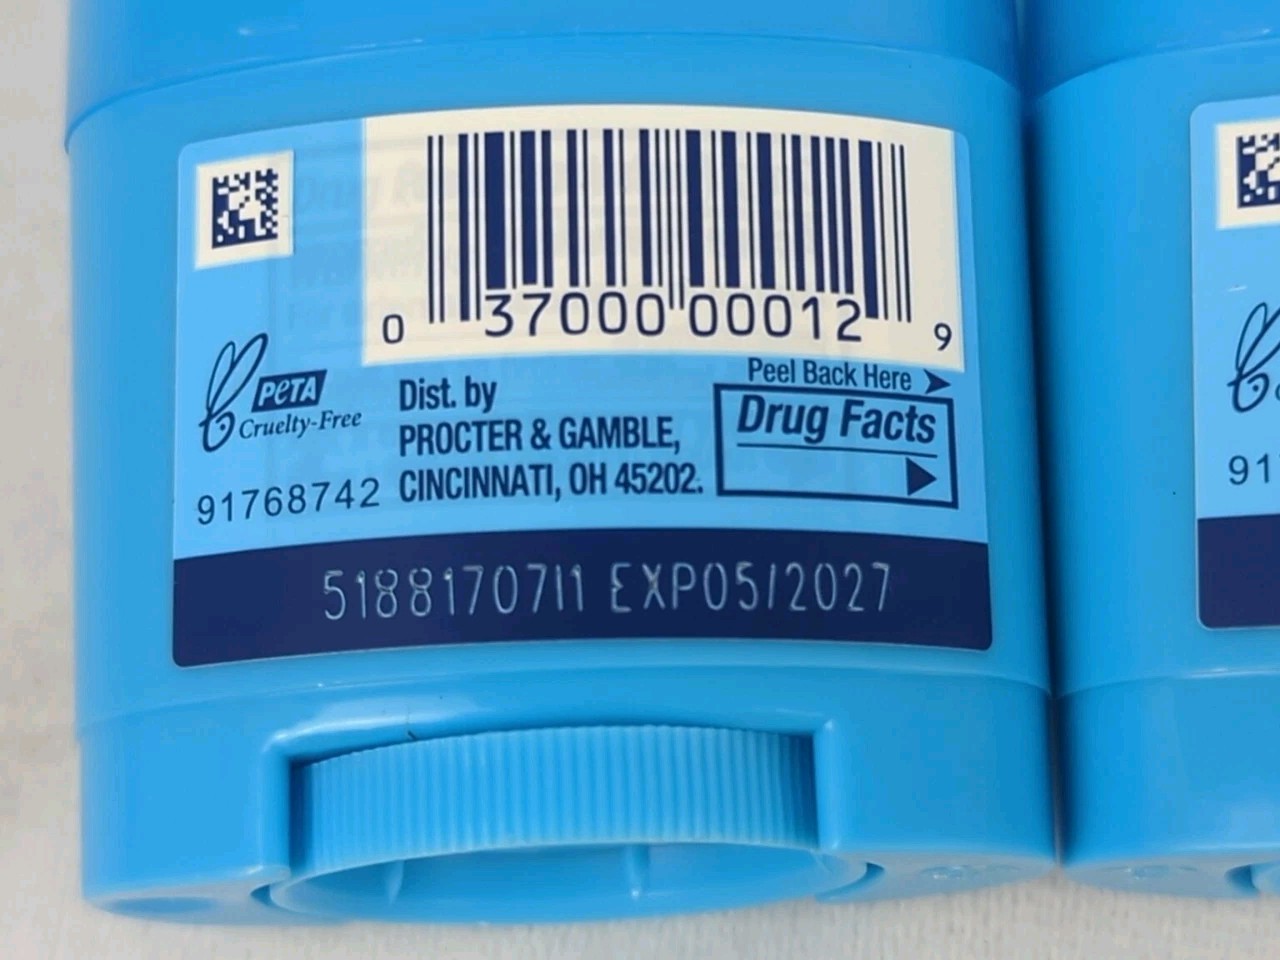 0 37000 00012 9
Peel Back Here
PETA
Cruelty-Free
Dist. by
PROCTER & GAMBLE,
CINCINNATI, OH 45202.
Drug Facts
91768742
5188170711 EXP05/2027
91